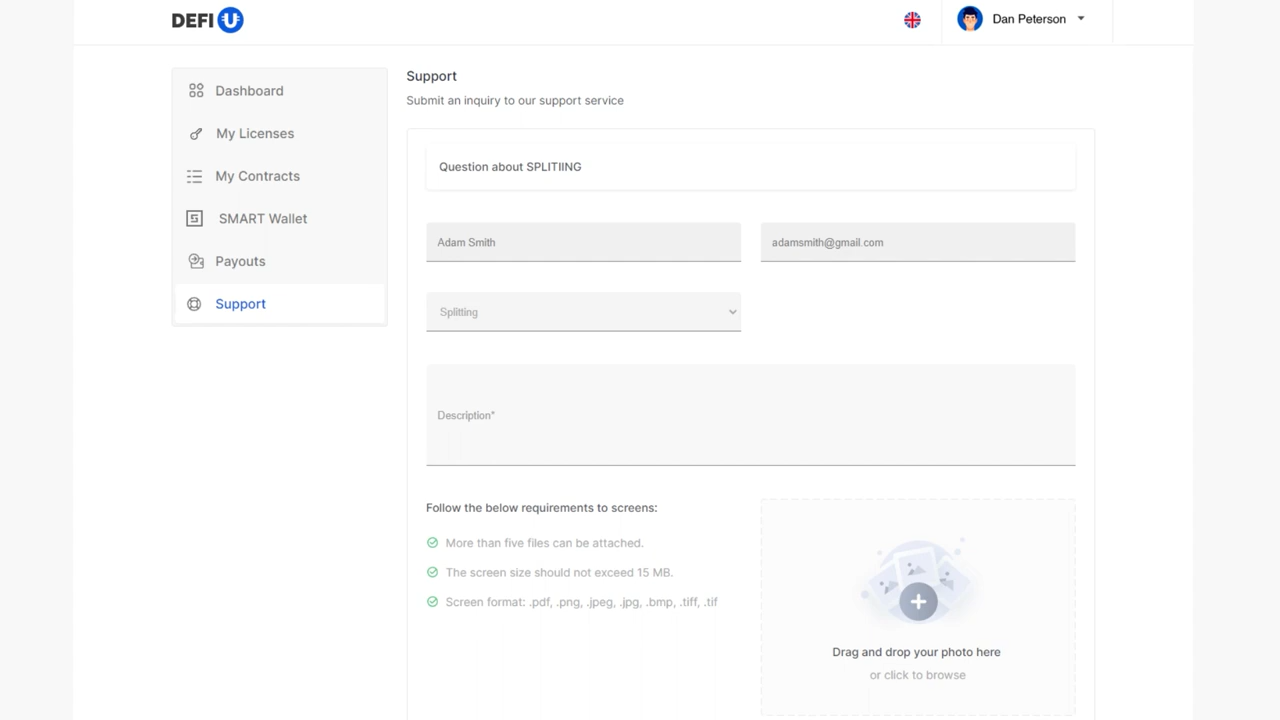 DEFI U
Dan Peterson
Dashboard
My Licenses
My Contracts
SMART Wallet
Payouts
Support
Support
Submit an inquiry to our support service
Question about SPLITIING
Adam Smith
adamsmith@gmail.com
Splitting
Description*
Follow the below requirements to screens:
More than five files can be attached.
The screen size should not exceed 15 MB.
Screen format: .pdf, .png, .jpeg, .jpg, .bmp, .tiff, .tif
Drag and drop your photo here
or click to browse